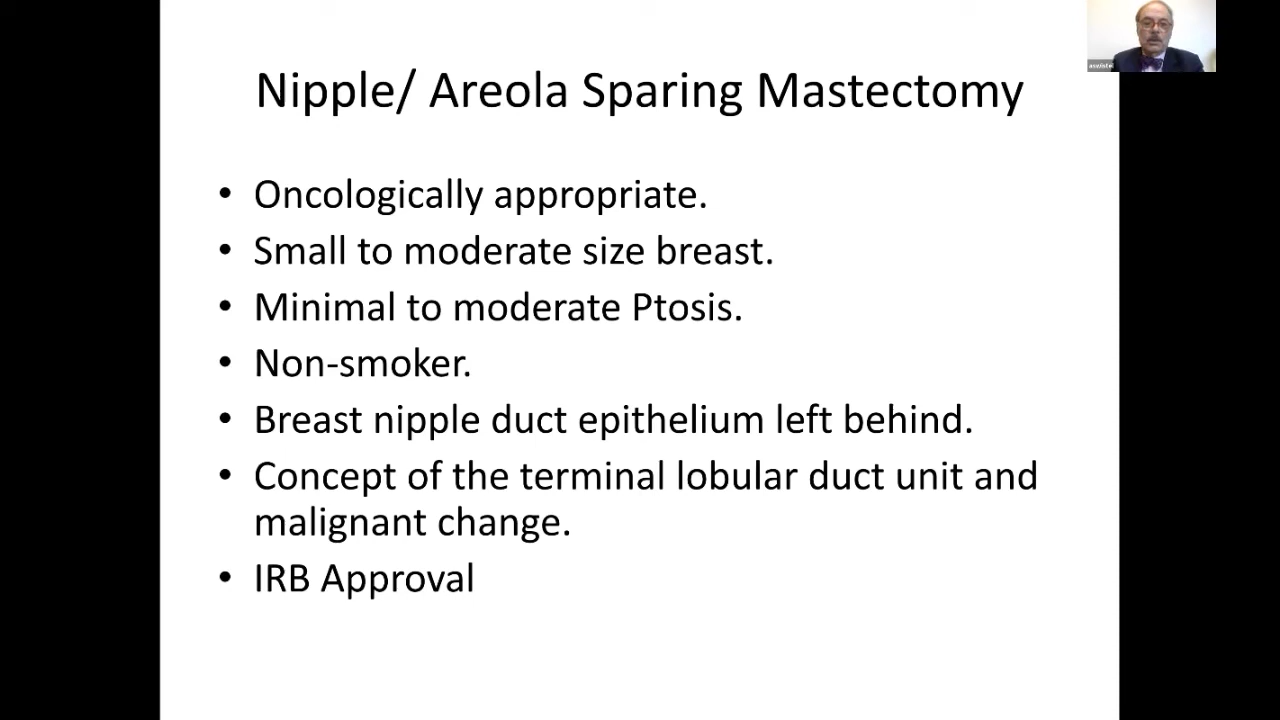 Nipple/ Areola Sparing Mastectomy
• Oncologically appropriate.
• Small to moderate size breast.
• Minimal to moderate Ptosis.
• Non-smoker.
• Breast nipple duct epithelium left behind.
• Concept of the terminal lobular duct unit and
malignant change.
• IRB Approval